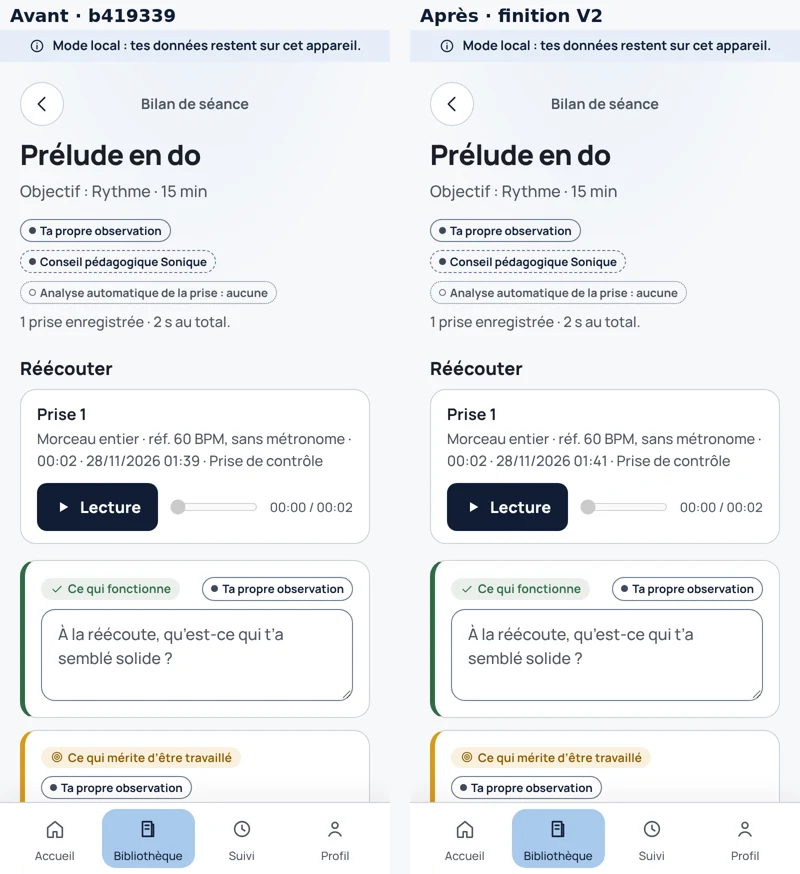 Avant · b419339
Mode local : tes données restent sur cet appareil.
Bilan de séance
Prélude en do
Objectif : Rythme · 15 min
Ta propre observation
Conseil pédagogique Sonique
Analyse automatique de la prise : aucune
1 prise enregistrée · 2 s au total.
Réécouter
Prise 1
Morceau entier · réf. 60 BPM, sans métronome ·
00:02 · 28/11/2026 01:39 · Prise de contrôle
Lecture
00:00 / 00:02
Ce qui fonctionne
Ta propre observation
À la réécoute, qu’est-ce qui t’a
semblé solide ?
Ce qui mérite d’être travaillé
Ta propre observation
Accueil
Bibliothèque
Suivi
Profil
Après · finition V2
Mode local : tes données restent sur cet appareil.
Bilan de séance
Prélude en do
Objectif : Rythme · 15 min
Ta propre observation
Conseil pédagogique Sonique
Analyse automatique de la prise : aucune
1 prise enregistrée · 2 s au total.
Réécouter
Prise 1
Morceau entier · réf. 60 BPM, sans métronome ·
00:02 · 28/11/2026 01:41 · Prise de contrôle
Lecture
00:00 / 00:02
Ce qui fonctionne
Ta propre observation
À la réécoute, qu’est-ce qui t’a
semblé solide ?
Ce qui mérite d’être travaillé
Ta propre observation
Accueil
Bibliothèque
Suivi
Profil